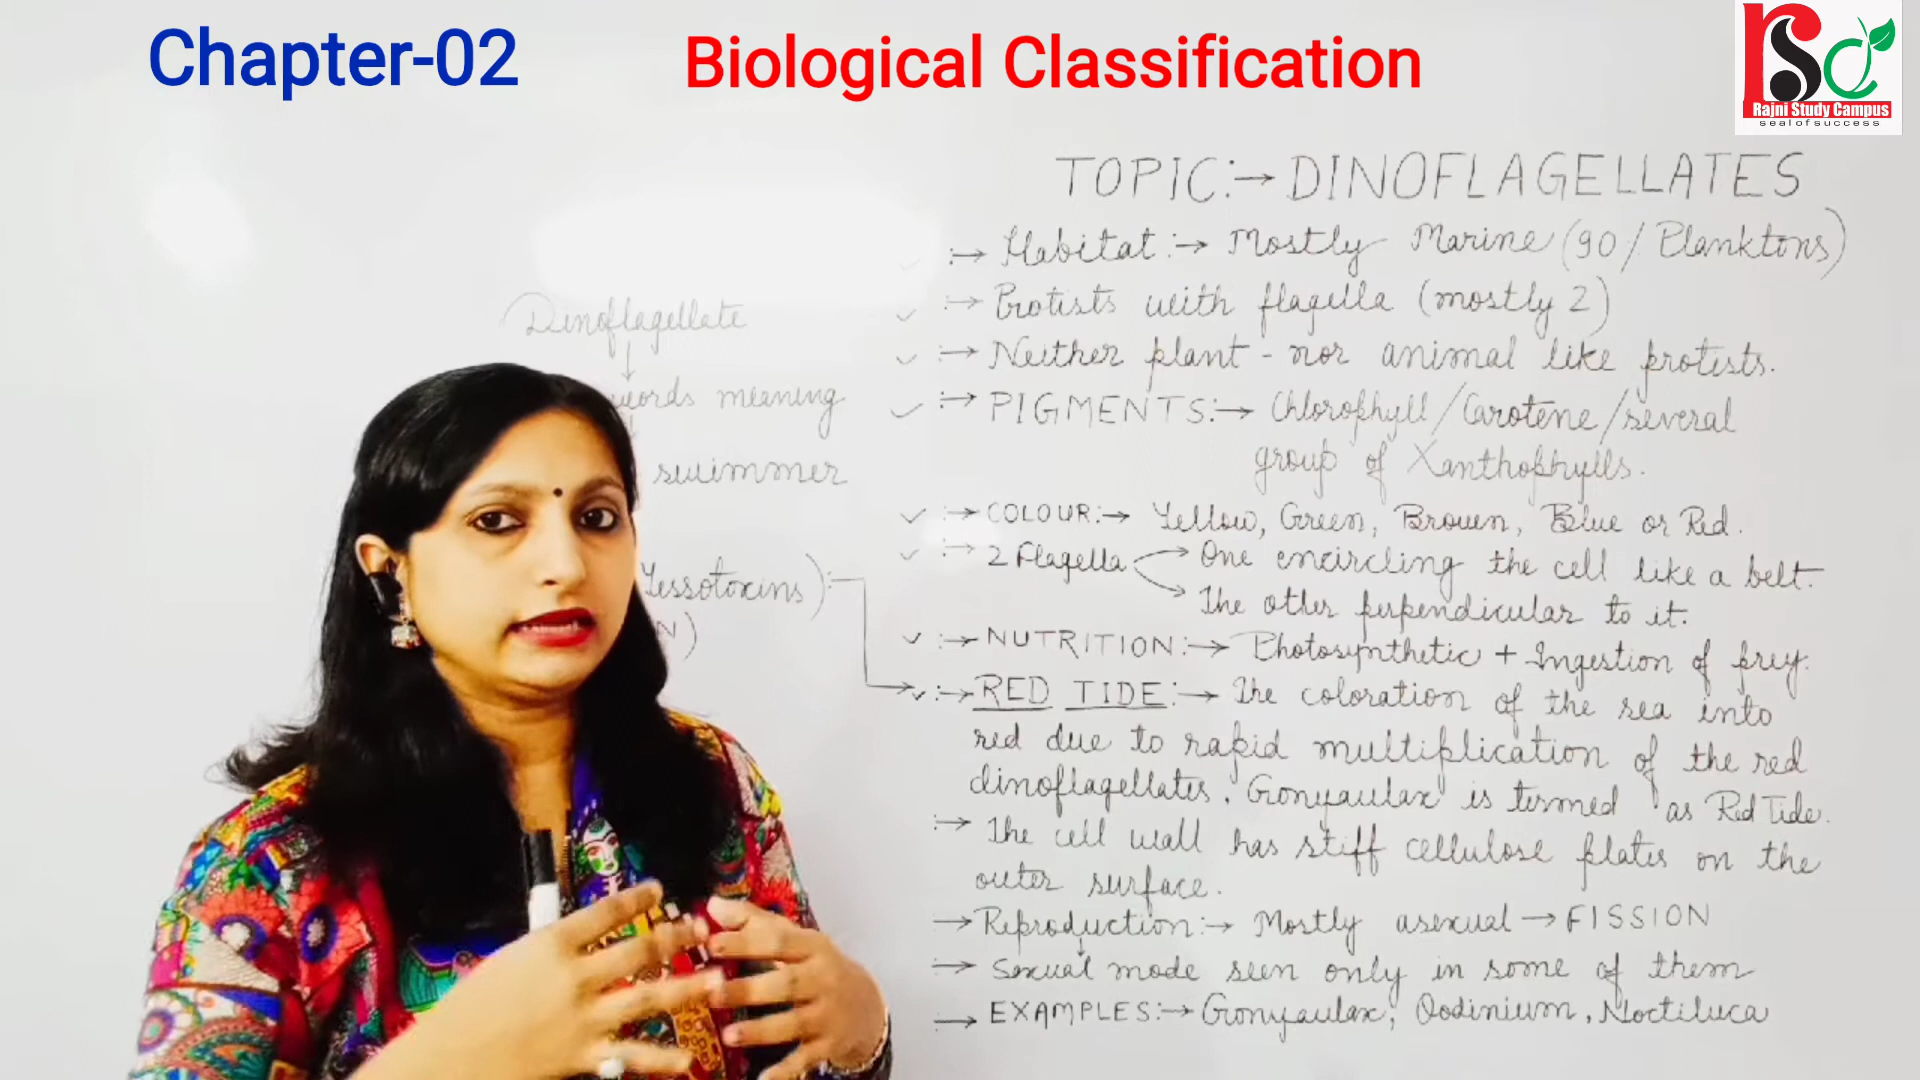 Chapter-02 Biological Classification
rsc
Rajni Study Campus
seal of success
TOPIC:→ DINOFLAGELLATES
:→ Habitat:→ Mostly Marine (90/ Planktons)
:→ Protists with flagella (mostly 2)
:→ Neither plant - nor animal like protists.
:→ PIGMENTS:→ Chlorophyll/Carotene/several
group of Xanthophylls.
:→ COLOUR:→ Yellow, Green, Brown, Blue or Red.
:→ 2 Flagella → One encircling the cell like a belt.
→ The other perpendicular to it.
:→ NUTRITION:→ Photosynthetic + Ingestion of prey.
:→ RED TIDE:→ The coloration of the sea into
red due to rapid multiplication of the red
dinoflagellates. Gonyaulax is termed as Red Tide.
:→ The cell wall has stiff cellulose plates on the
outer surface.
→ Reproduction:→ Mostly asexual → FISSION
→ Sexual mode seen only in some of them
→ EXAMPLES:→ Gonyaulax, Oodinium, Noctiluca
Dinoflagellate
words meaning
swimmer
Yessotoxins):
N)